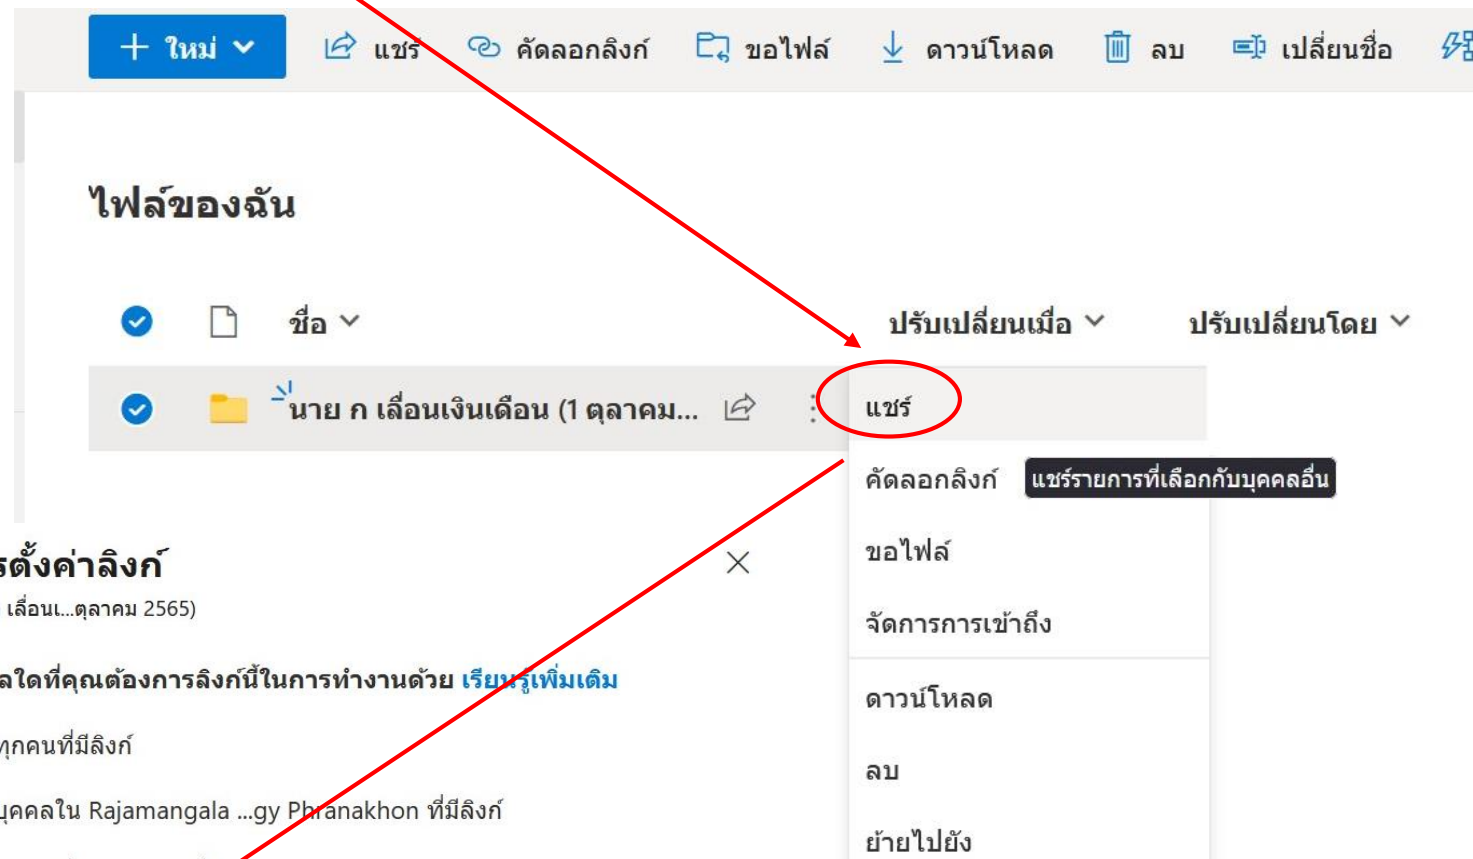 ใหม่ แชร์ คัดลอกลิงก์ ขอไฟล์ ดาวน์โหลด ลบ เปลี่ยนชื่อ
ไฟล์ของฉัน
ชื่อ ปรับเปลี่ยนเมื่อ ปรับเปลี่ยนโดย
นาย ก เลื่อนเงินเดือน (1 ตุลาคม...
แชร์
คัดลอกลิงก์
แชร์รายการที่เลือกกับบุคคลอื่น
ขอไฟล์
จัดการการเข้าถึง
ดาวน์โหลด
ลบ
ย้ายไปยัง
รตั้งค่าลิงก์
เลื่อนเ...ตุลาคม 2565)
ลใดที่คุณต้องการลิงก์นี้ในการทำงานด้วย เรียนรู้เพิ่มเติม
ทุกคนที่มีลิงก์
บุคคลใน Rajamangala ...gy Phranakhon ที่มีลิงก์